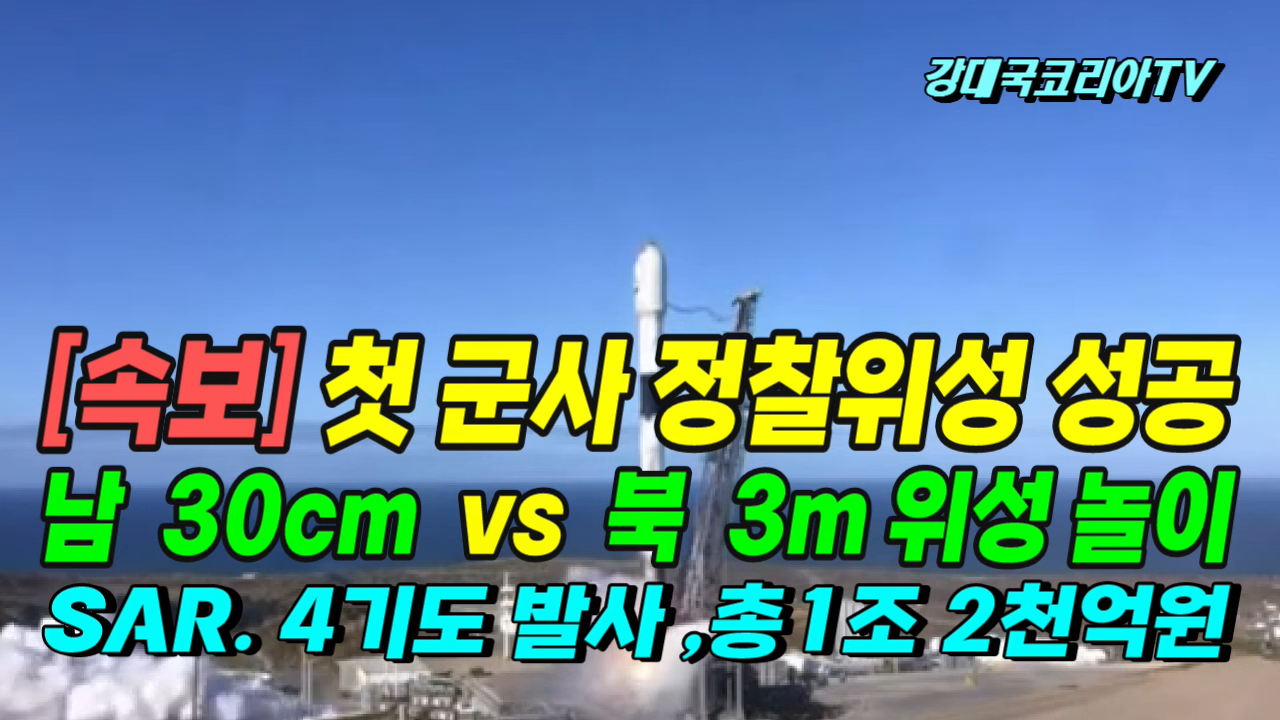 강대국코리아TV
[속보] 첫 군사 정찰위성 성공
남 30cm vs 북 3m 위성 놀이
SAR. 4기도 발사 ,총1조 2천억원